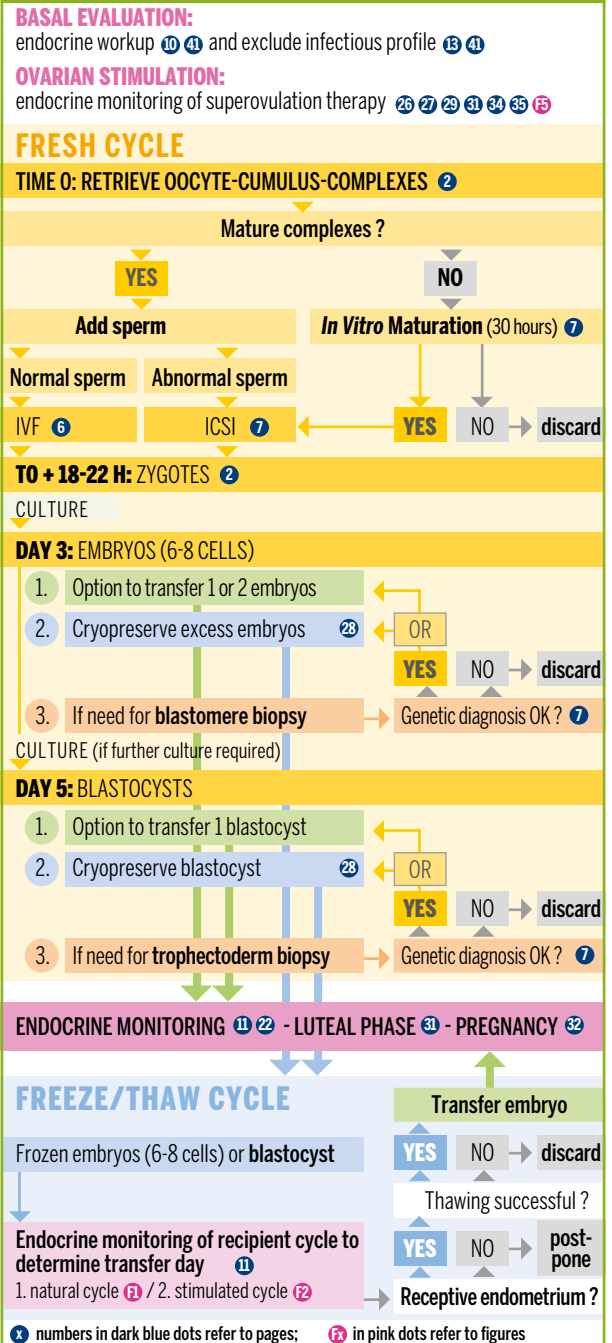 BASAL EVALUATION:
endocrine workup 10 41 and exclude infectious profile 13 41
OVARIAN STIMULATION:
endocrine monitoring of superovulation therapy 26 27 29 31 34 35 F5
FRESH CYCLE
TIME 0: RETRIEVE OOCYTE-CUMULUS-COMPLEXES 2
Mature complexes ?
YES
NO
Add sperm
In Vitro Maturation (30 hours) 7
Normal sperm
Abnormal sperm
IVF 6
ICSI 7
YES
NO
discard
T0 + 18-22 H: ZYGOTES 2
CULTURE
DAY 3: EMBRYOS (6-8 CELLS)
1. Option to transfer 1 or 2 embryos
2. Cryopreserve excess embryos 28
OR
YES
NO
discard
3. If need for blastomere biopsy
Genetic diagnosis OK ? 7
CULTURE (if further culture required)
DAY 5: BLASTOCYSTS
1. Option to transfer 1 blastocyst
2. Cryopreserve blastocyst 28
OR
YES
NO
discard
3. If need for trophectoderm biopsy
Genetic diagnosis OK ? 7
ENDOCRINE MONITORING 11 22 - LUTEAL PHASE 31 - PREGNANCY 32
FREEZE/THAW CYCLE
Transfer embryo
Frozen embryos (6-8 cells) or blastocyst
YES
NO
discard
Thawing successful ?
Endocrine monitoring of recipient cycle to
determine transfer day 11
1. natural cycle F1 / 2. stimulated cycle F2
YES
NO
post-
pone
Receptive endometrium ?
x numbers in dark blue dots refer to pages; Fx in pink dots refer to figures